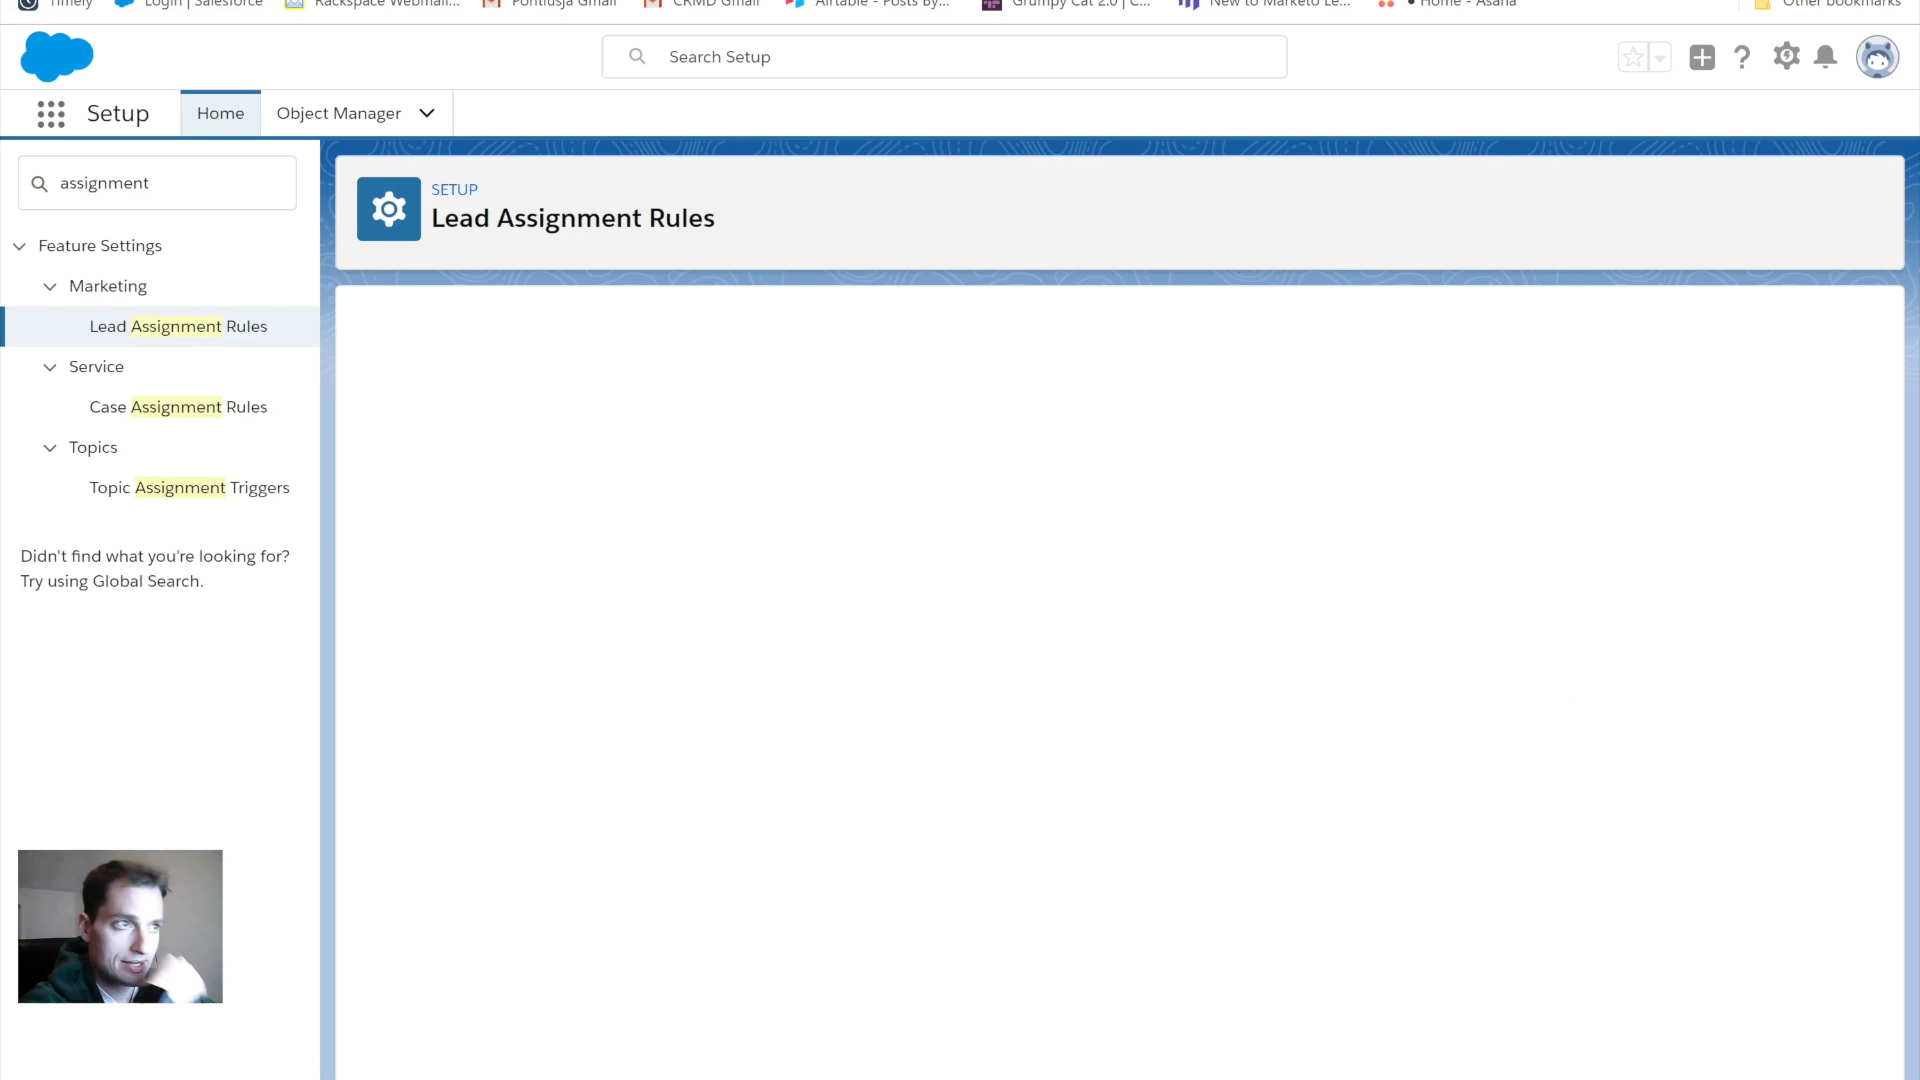 Timely
Login | Salesforce
Rackspace Webmail...
Pontiusja Gmail
CRMD Gmail
Airtable - Posts By...
Grumpy Cat 2.0 | C...
New to Marketo Le...
Home - Asana
Other bookmarks
Search Setup
Setup
Home
Object Manager
assignment
SETUP
Lead Assignment Rules
Feature Settings
Marketing
Lead Assignment Rules
Service
Case Assignment Rules
Topics
Topic Assignment Triggers
Didn't find what you're looking for?
Try using Global Search.